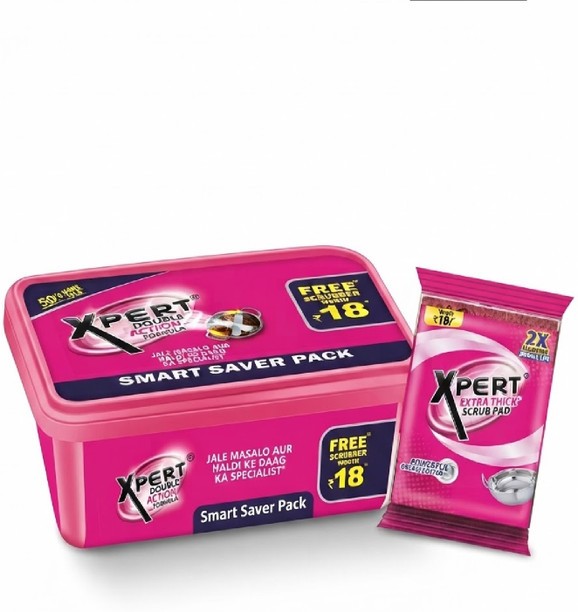 XPERT®
DOUBLE
ACTION
FORMULA
JALE MASALO AUR
HALDI KE DAAG
KA SPECIALIST
FREE
SCRUBBER
WORTH
₹18*
SMART SAVER PACK
XPERT®
DOUBLE
ACTION
FORMULA
JALE MASALO AUR
HALDI KE DAAG
KA SPECIALIST*
FREE*
SCRUBBER
WORTH
₹18*
Smart Saver Pack
₹18/-
2X
XPERT®
EXTRA THICK*
SCRUB PAD